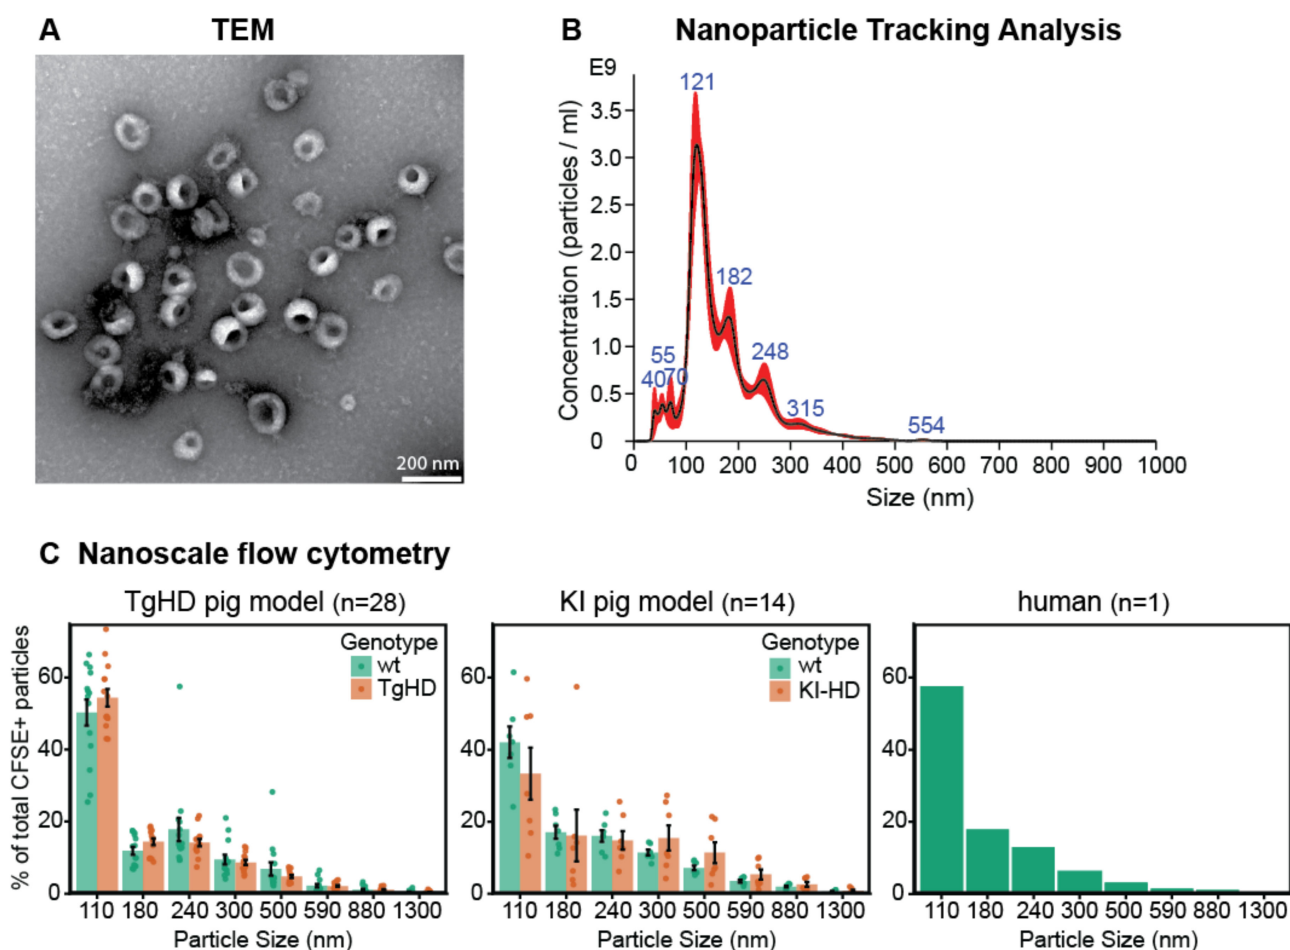 A TEM
200 nm
B Nanoparticle Tracking Analysis
E9
Concentration (particles / ml)
3.5
3.0
2.5
2.0
1.5
1.0
0.5
0
121
182
55
40 70
248
315
554
0 100 200 300 400 500 600 700 800 900 1000
Size (nm)
C Nanoscale flow cytometry
TgHD pig model (n=28)
% of total CFSE+ particles
60
40
20
0
Genotype
wt
TgHD
110 180 240 300 500 590 880 1300
Particle Size (nm)
KI pig model (n=14)
60
40
20
0
Genotype
wt
KI-HD
110 180 240 300 500 590 880 1300
Particle Size (nm)
human (n=1)
60
40
20
0
110 180 240 300 500 590 880 1300
Particle Size (nm)